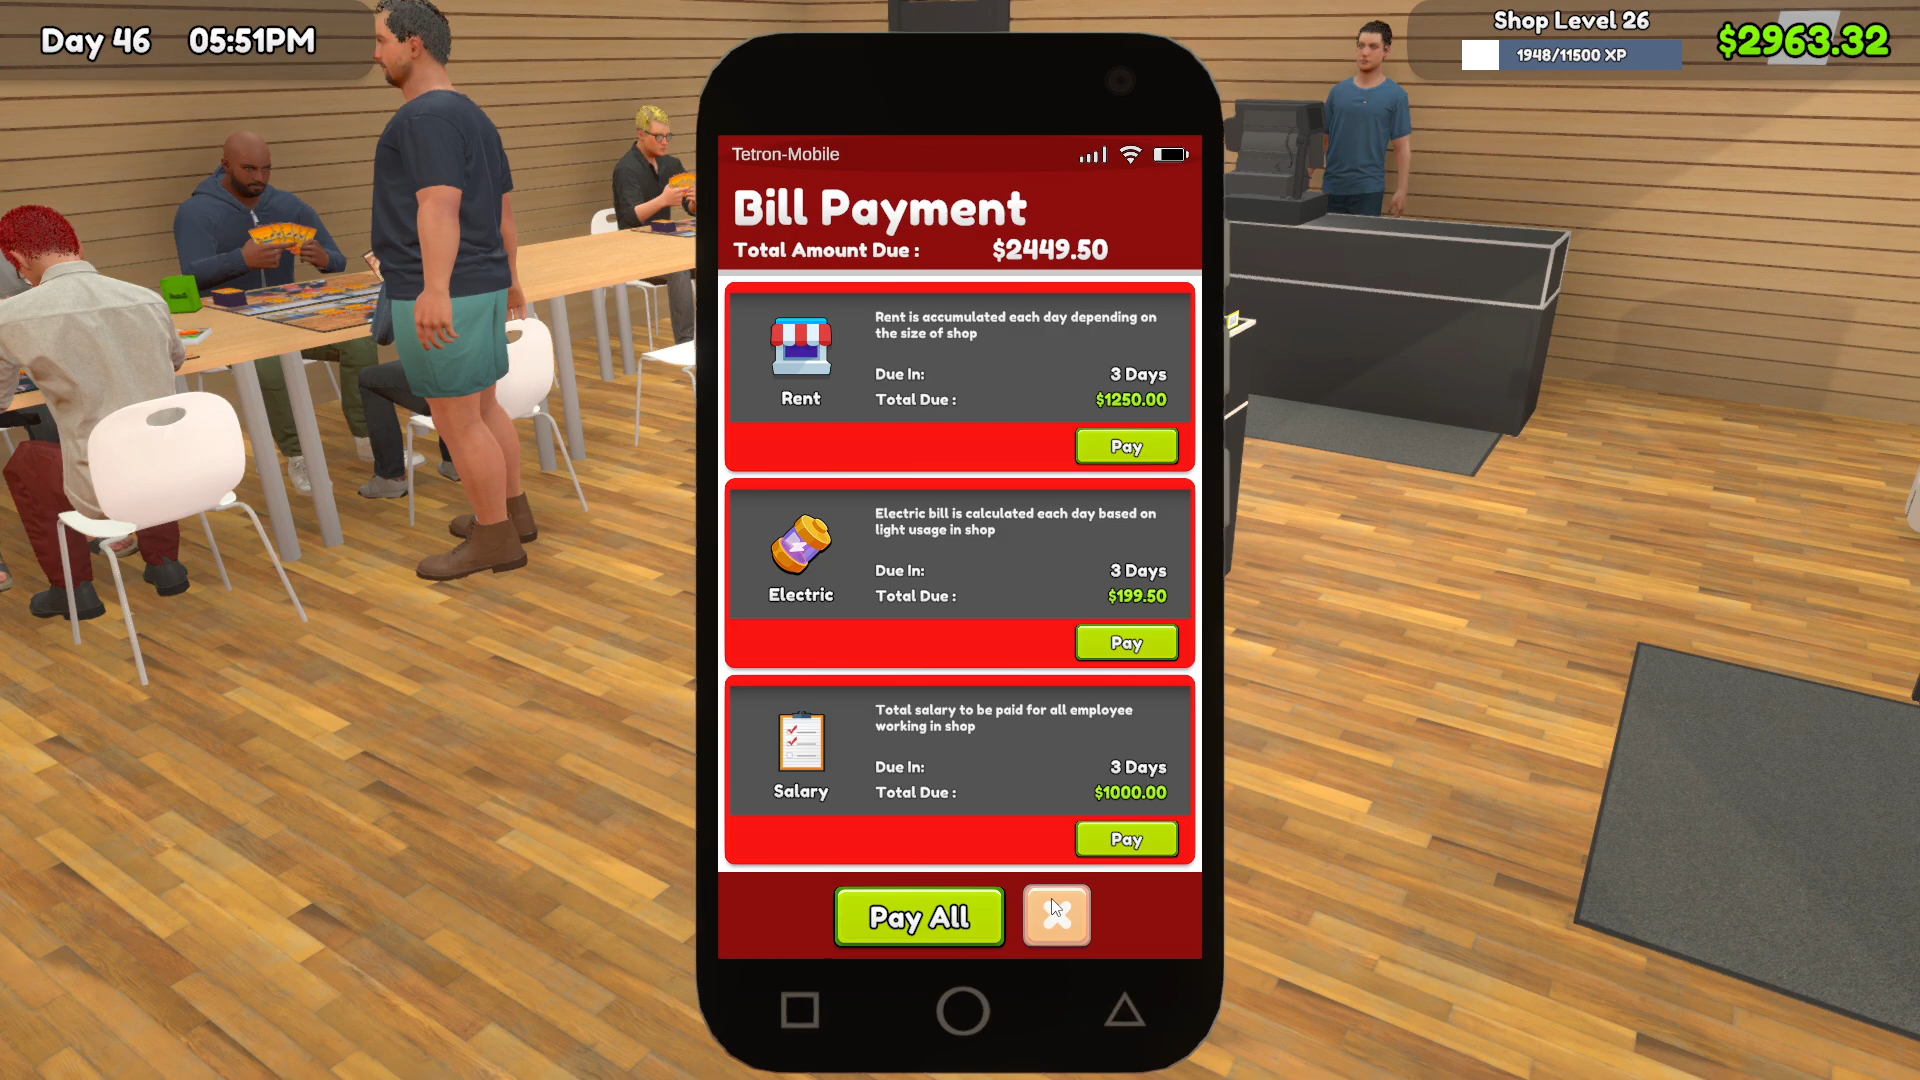 Day 46 05:51PM
Shop Level 26
1948/11500 XP
$2963.32
Tetron-Mobile
Bill Payment
Total Amount Due : $2449.50
Rent is accumulated each day depending on
the size of shop
Due In: 3 Days
Rent
Total Due : $1250.00
Pay
Electric bill is calculated each day based on
light usage in shop
Due In: 3 Days
Electric
Total Due : $199.50
Pay
Total salary to be paid for all employee
working in shop
Due In: 3 Days
Salary
Total Due : $1000.00
Pay
Pay All